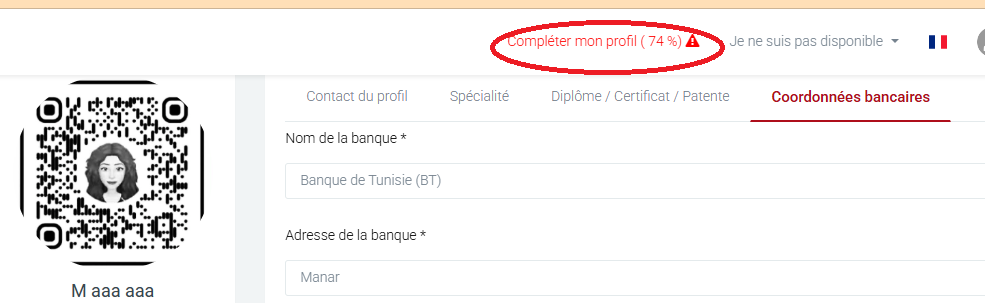 Compléter mon profil ( 74 %) Je ne suis pas disponible
Contact du profil Spécialité Diplôme / Certificat / Patente Coordonnées bancaires
Nom de la banque *
Banque de Tunisie (BT)
Adresse de la banque *
Manar
M aaa aaa